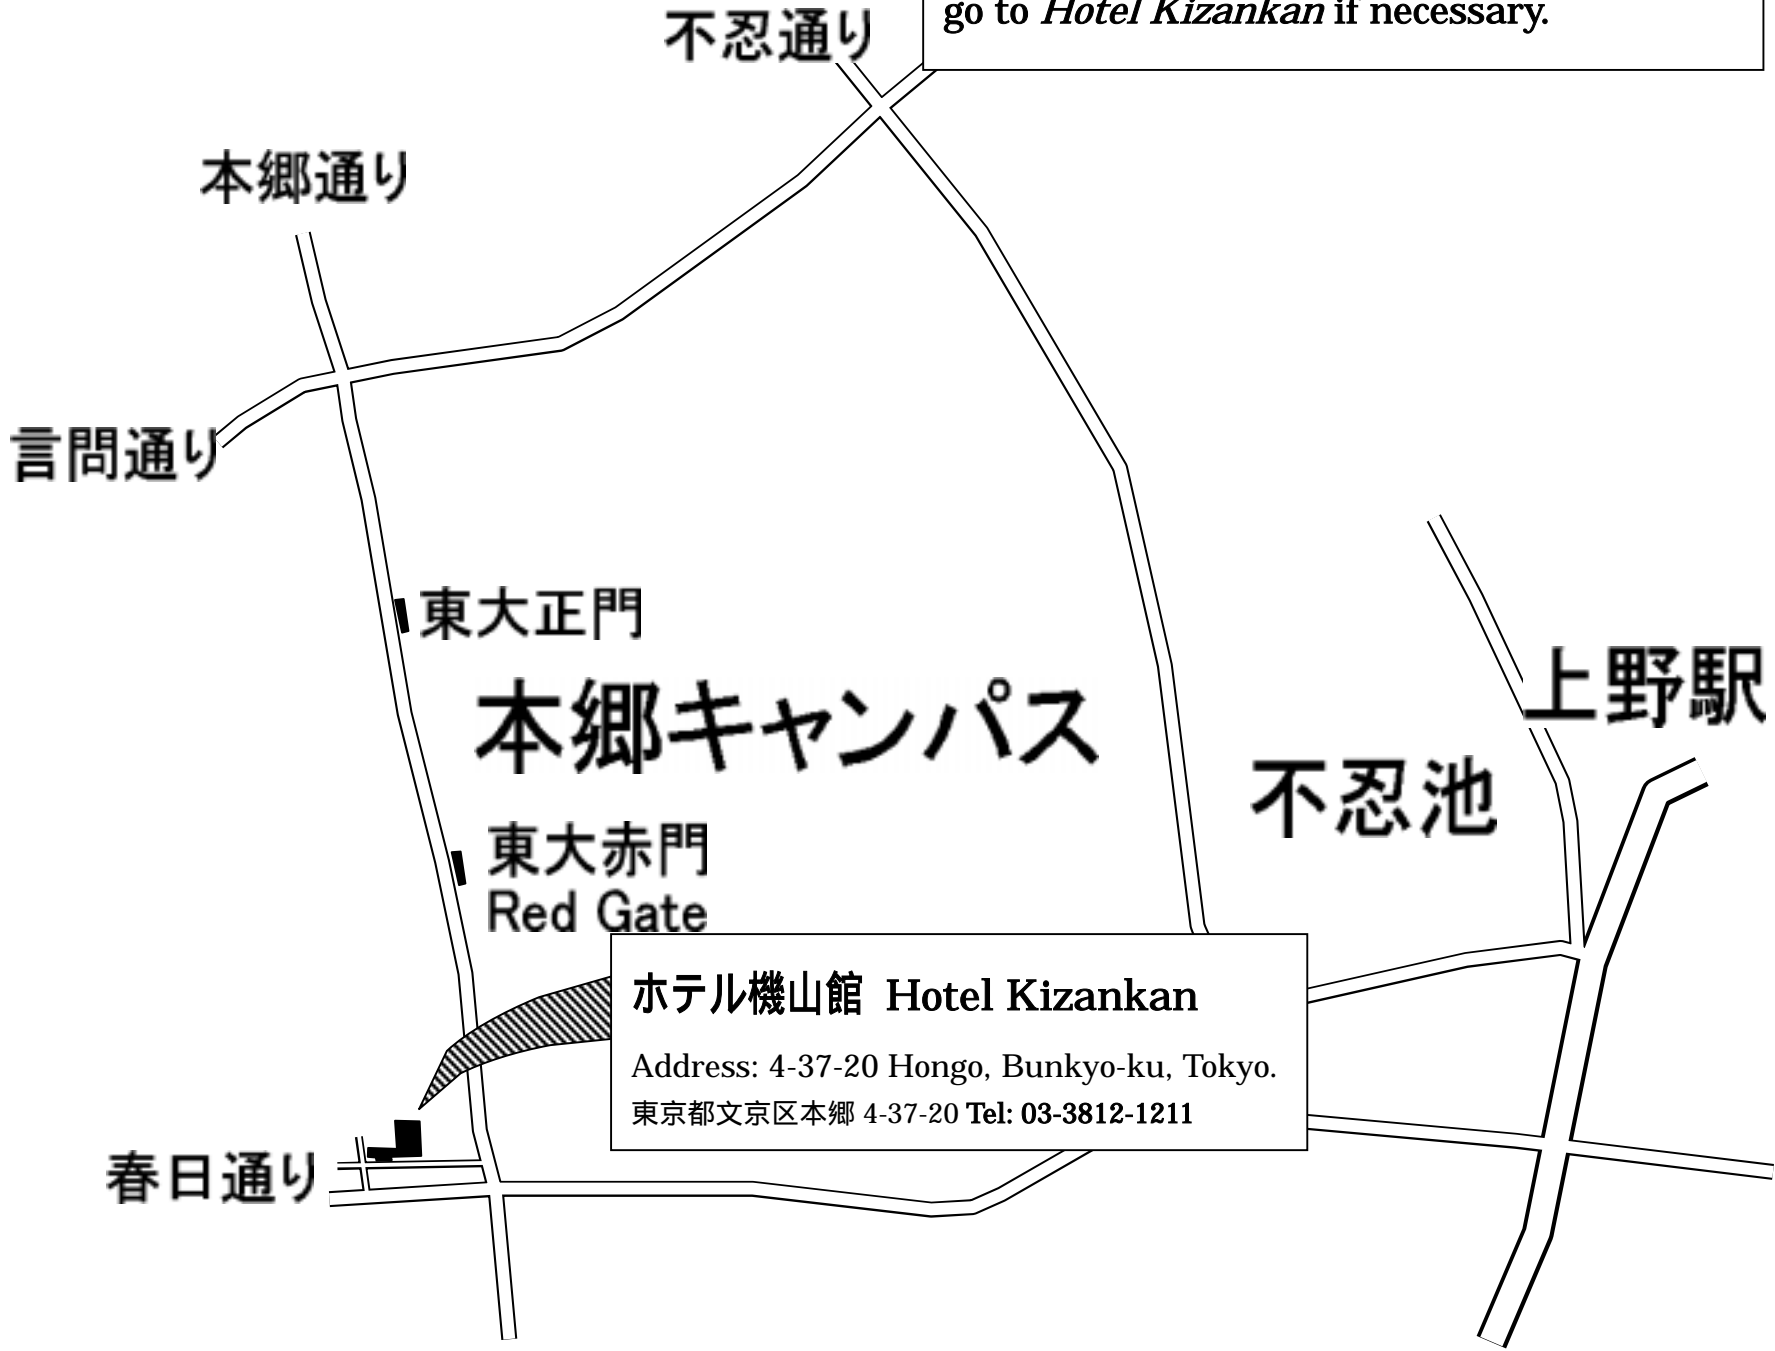 go to Hotel Kizankan if necessary.
不忍通り
本郷通り
言問通り
東大正門
本郷キャンパス
上野駅
不忍池
東大赤門
Red Gate
ホテル機山館 Hotel Kizankan
Address: 4-37-20 Hongo, Bunkyo-ku, Tokyo.
東京都文京区本郷 4-37-20 Tel: 03-3812-1211
春日通り